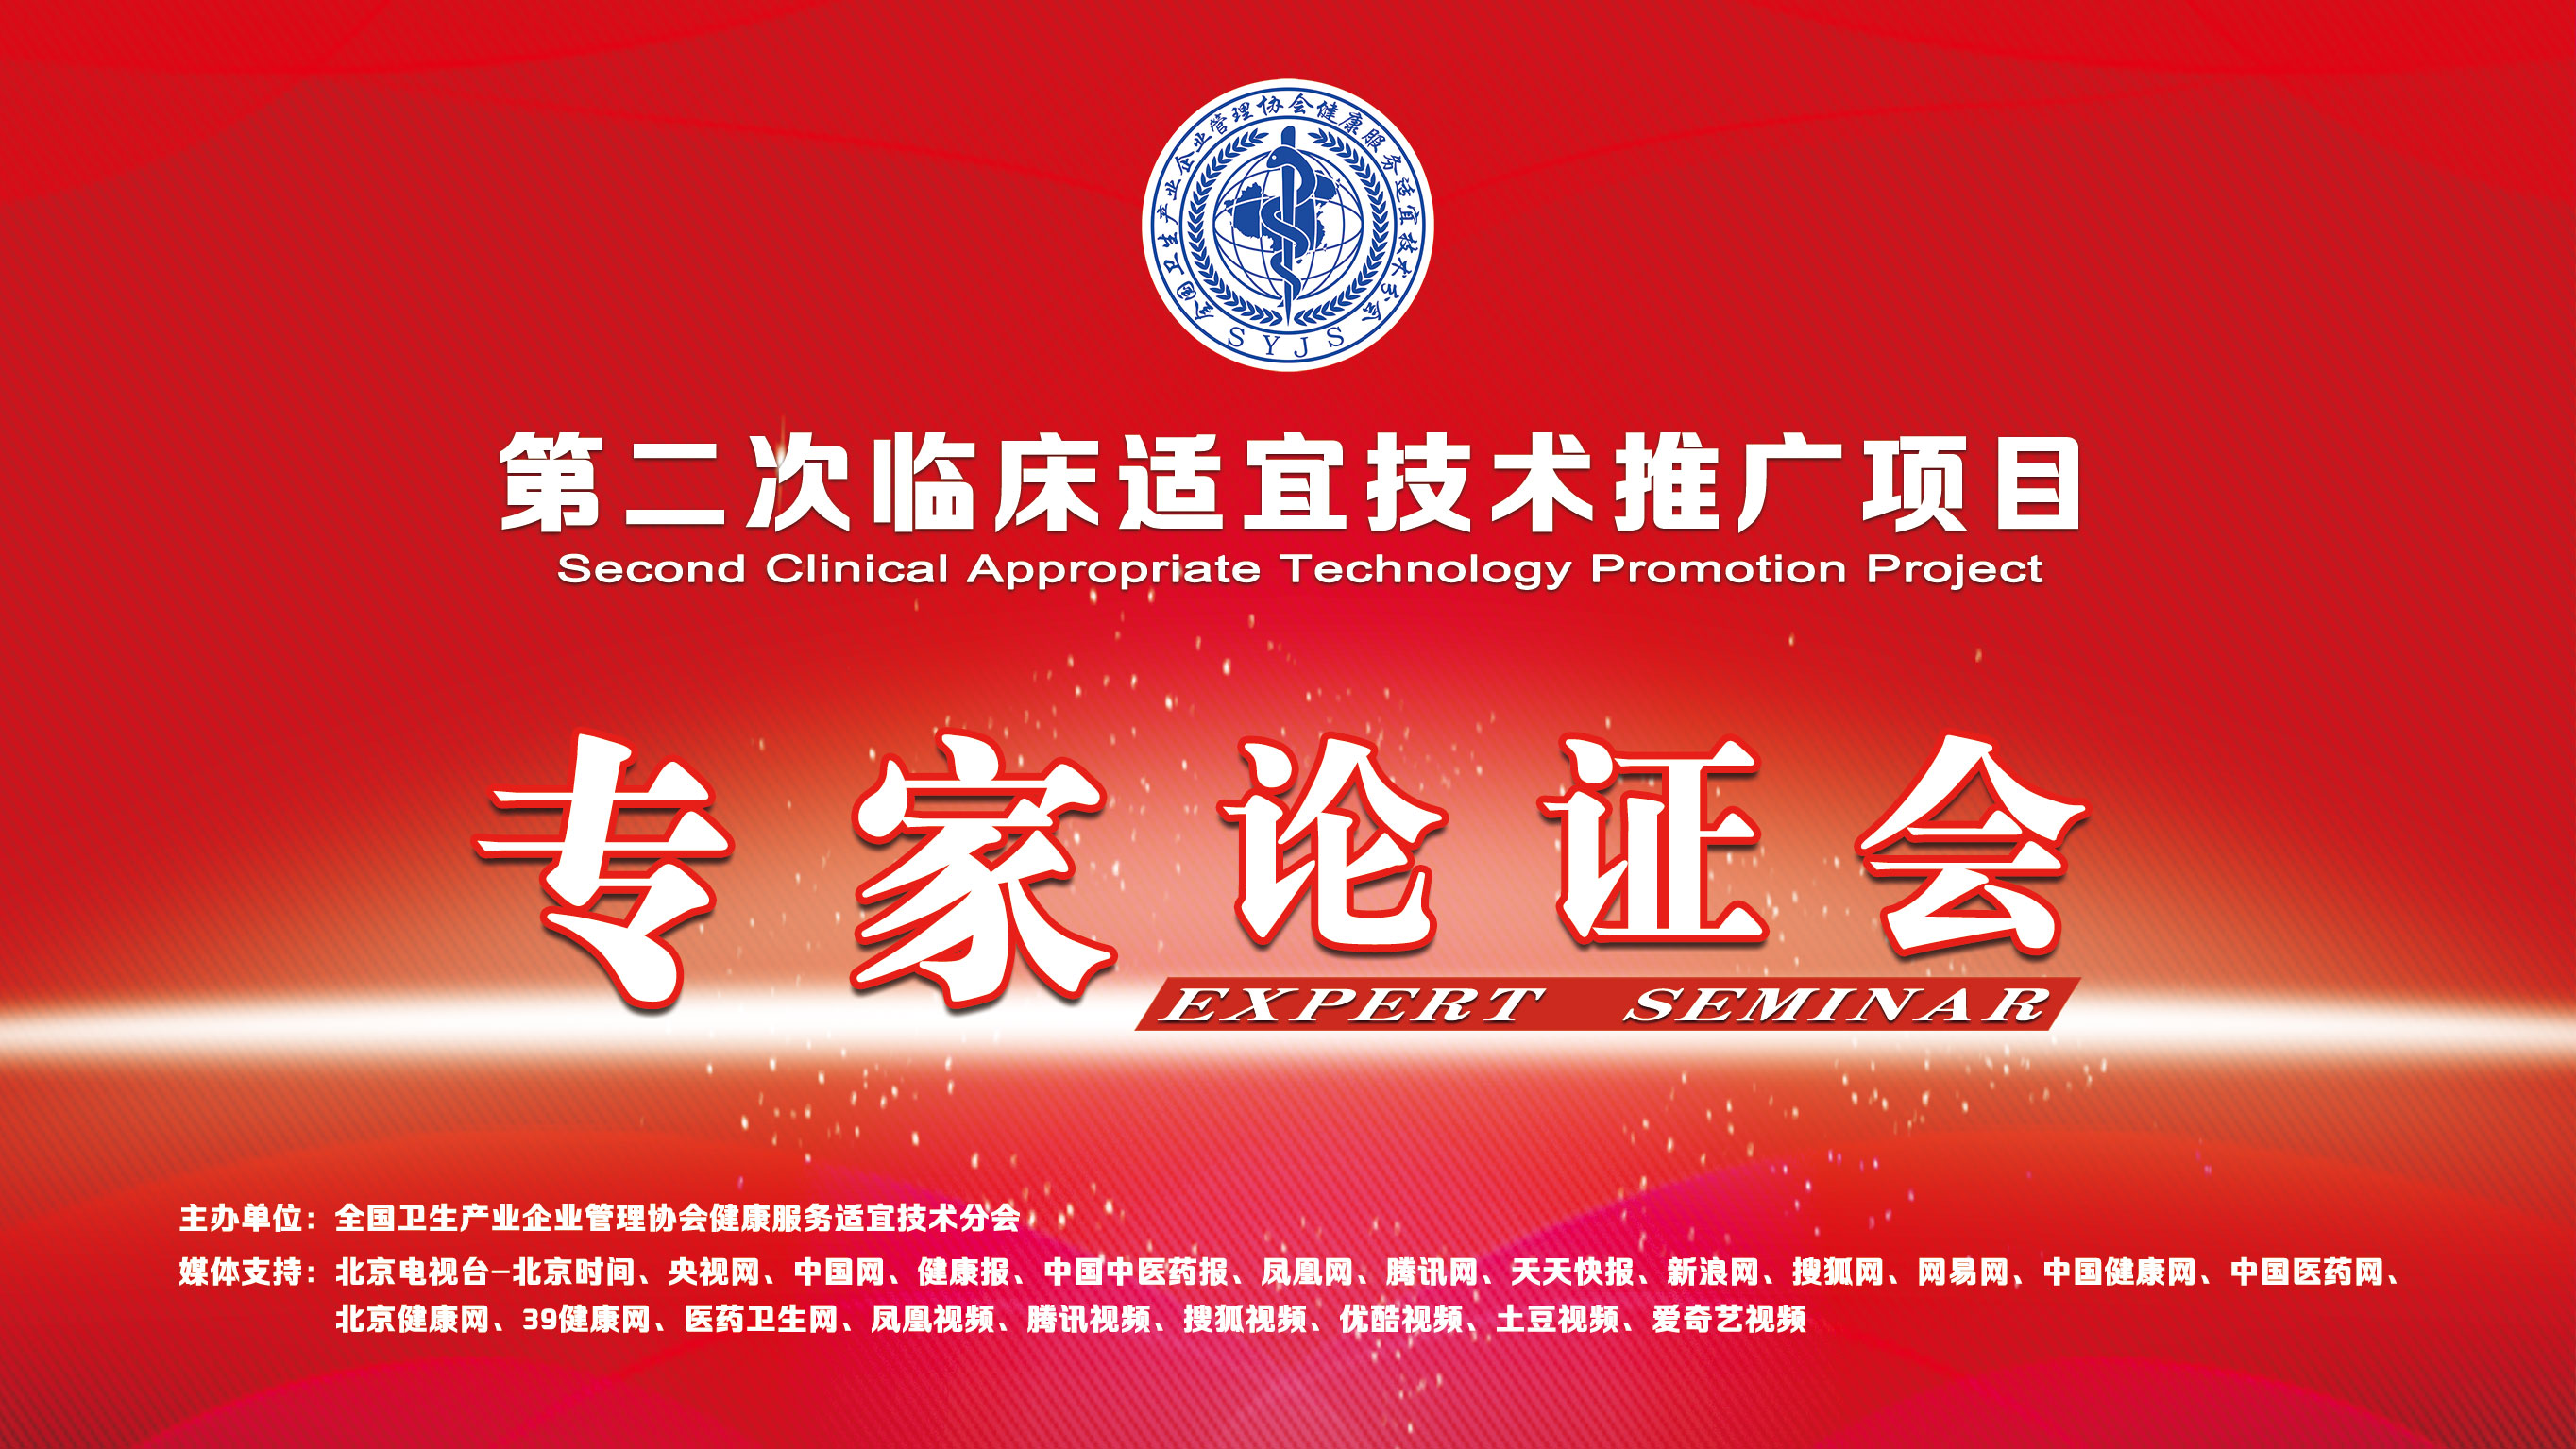 全国卫生产业企业管理协会健康服务适宜技术分会
SYJS
第二次临床适宜技术推广项目
Second Clinical Appropriate Technology Promotion Project
专家论证会
EXPERT SEMINAR
主办单位：全国卫生产业企业管理协会健康服务适宜技术分会
媒体支持：北京电视台-北京时间、央视网、中国网、健康报、中国中医药报、凤凰网、腾讯网、天天快报、新浪网、搜狐网、网易网、中国健康网、中国医药网、
北京健康网、39健康网、医药卫生网、凤凰视频、腾讯视频、搜狐视频、优酷视频、土豆视频、爱奇艺视频